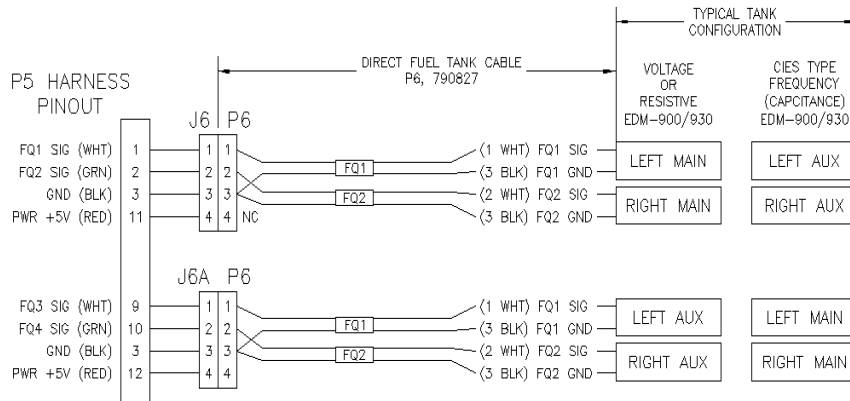 TYPICAL TANK
CONFIGURATION
DIRECT FUEL TANK CABLE
P6, 790827
VOLTAGE
OR
RESISTIVE
EDM-900/930
CIES TYPE
FREQUENCY
(CAPCITANCE)
EDM-900/930
P5 HARNESS
PINOUT
J6 P6
FQ1 SIG (WHT) 1 1 1 FQ1 (1 WHT) FQ1 SIG
FQ2 SIG (GRN) 2 2 2 (3 BLK) FQ1 GND
LEFT MAIN LEFT AUX
GND (BLK) 3 3 3 FQ2 (2 WHT) FQ2 SIG
PWR +5V (RED) 11 4 4 NC (3 BLK) FQ2 GND
RIGHT MAIN RIGHT AUX
J6A P6
FQ3 SIG (WHT) 9 1 1 FQ1 (1 WHT) FQ1 SIG
FQ4 SIG (GRN) 10 2 2 (3 BLK) FQ1 GND
LEFT AUX LEFT MAIN
GND (BLK) 3 3 3 FQ2 (2 WHT) FQ2 SIG
PWR +5V (RED) 12 4 4 (3 BLK) FQ2 GND
RIGHT AUX RIGHT MAIN